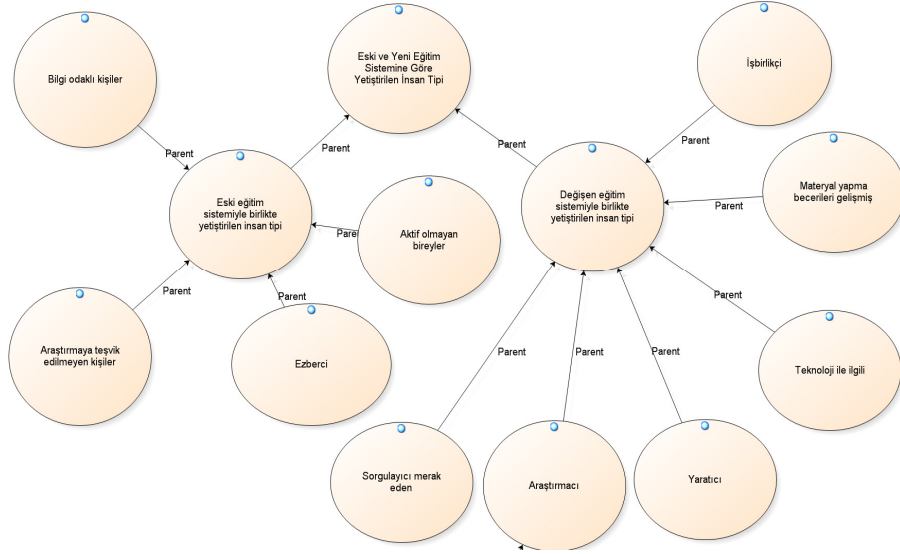 Bilgi odaklı kişiler
Eski ve Yeni Eğitim
Sistemine Göre
Yetiştirilen İnsan Tipi
İşbirlikçi
Parent
Parent
Parent
Parent
Eski eğitim
sistemiyle birlikte
yetiştirilen insan tipi
Değişen eğitim
sistemiyle birlikte
yetiştirilen insan tipi
Materyal yapma
becerileri gelişmiş
Parent
Pare
Aktif olmayan
bireyler
Parent
Parent
Parent
Araştırmaya teşvik
edilmeyen kişiler
Ezberci
Parent
Parent
Parent
Teknoloji ile ilgili
Sorgulayıcı merak
eden
Araştırmacı
Yaratıcı